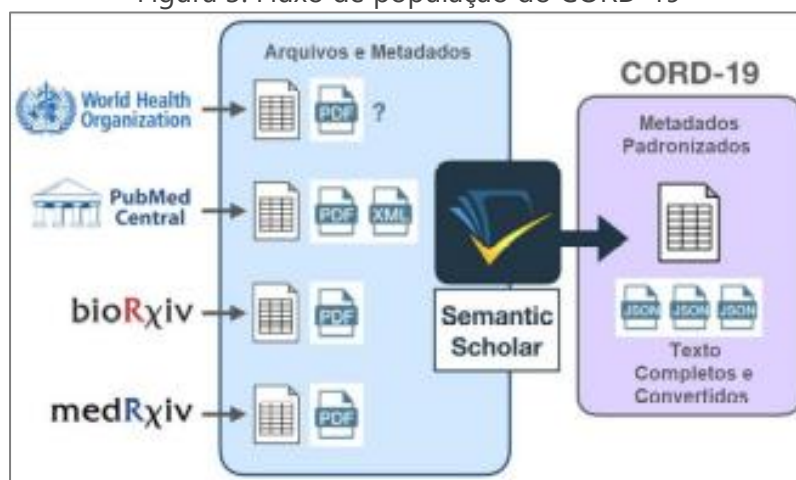 Arquivos e Metadados
World Health
Organization
PDF ?
PubMed
Central
PDF XML
bioRχiv
PDF
medRχiv
PDF
Semantic
Scholar
CORD-19
Metadados
Padronizados
JSON JSON JSON
Texto
Completos e
Convertidos